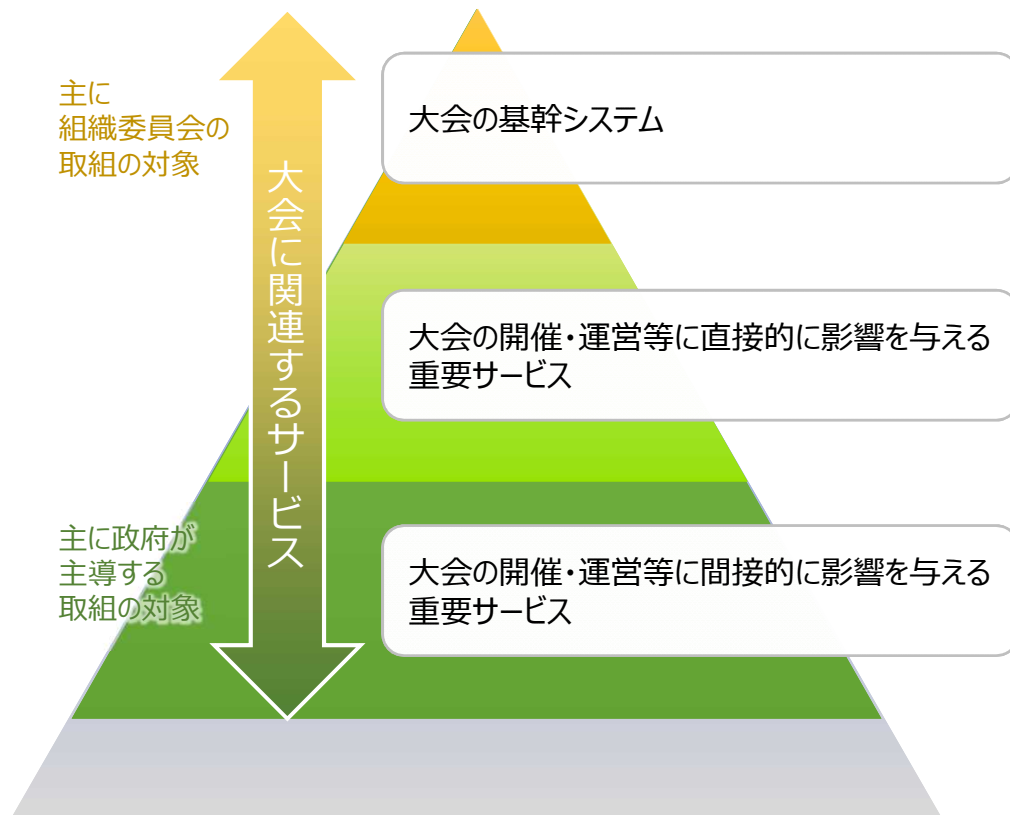 主に
組織委員会の
取組の対象
大会に関連するサービス
大会の基幹システム
大会の開催・運営等に直接的に影響を与える
重要サービス
主に政府が
主導する
取組の対象
大会の開催・運営等に間接的に影響を与える
重要サービス